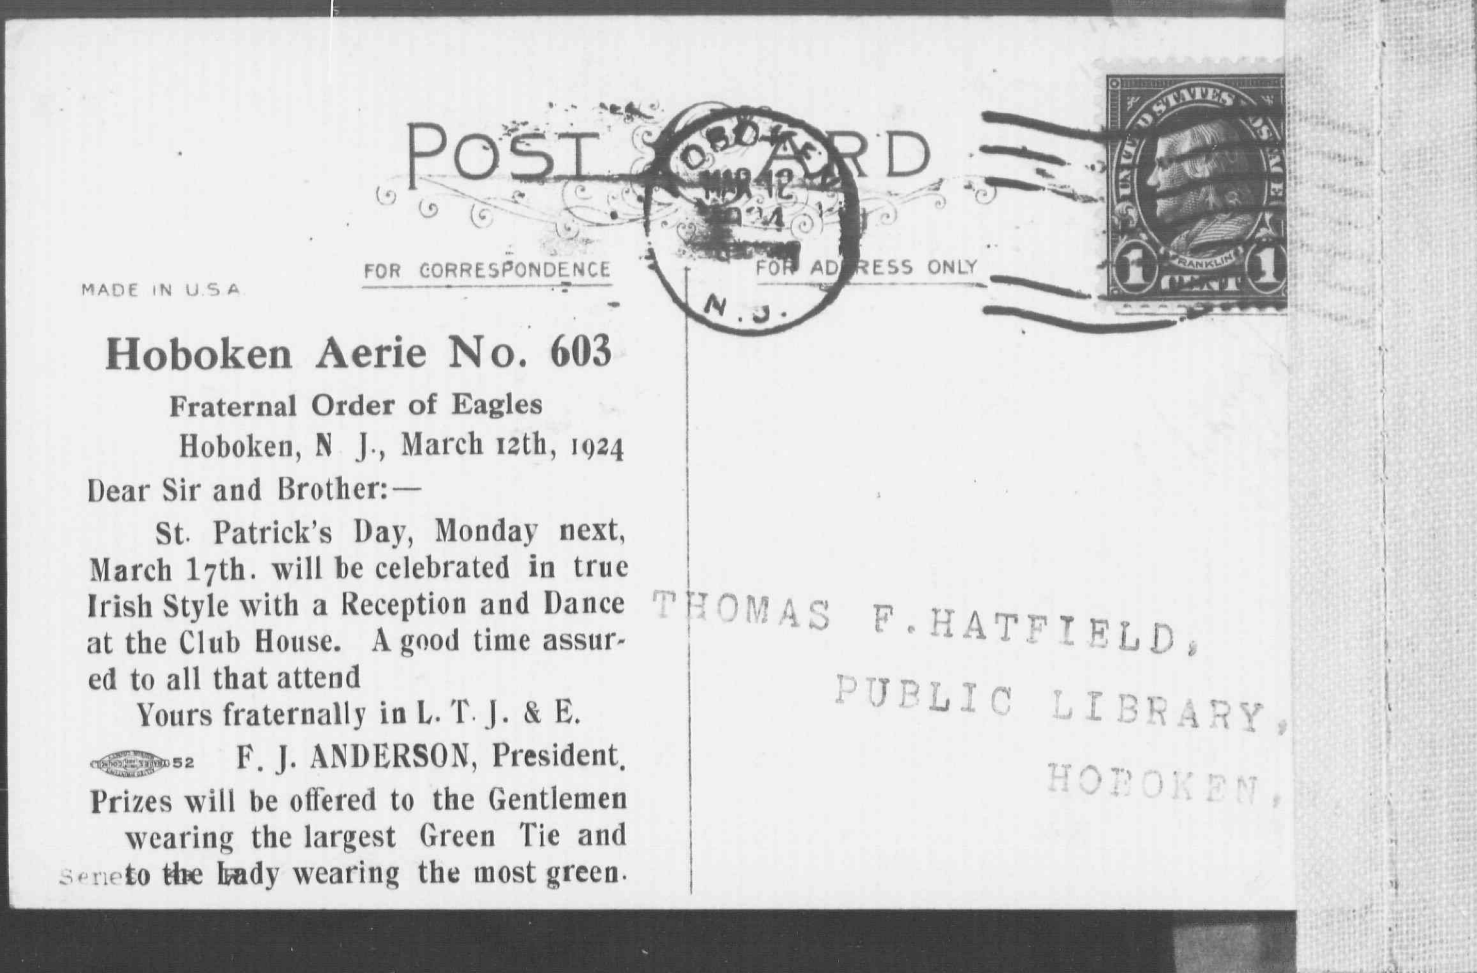 POST CARD
HOBOKEN
MAR 12
1924
N.J.
UNITED STATES POSTAGE
FRANKLIN
1 CENT 1
FOR CORRESPONDENCE
FOR ADDRESS ONLY
MADE IN U.S.A
Hoboken Aerie No. 603
Fraternal Order of Eagles
Hoboken, N J., March 12th, 1924
Dear Sir and Brother:—
St. Patrick's Day, Monday next,
March 17th. will be celebrated in true
Irish Style with a Reception and Dance
at the Club House. A good time assur-
ed to all that attend
Yours fraternally in L. T. J. & E.
52 F. J. ANDERSON, President.
Prizes will be offered to the Gentlemen
wearing the largest Green Tie and
to the Lady wearing the most green.
THOMAS F.HATFIELD,
PUBLIC LIBRARY,
HOBOKEN,